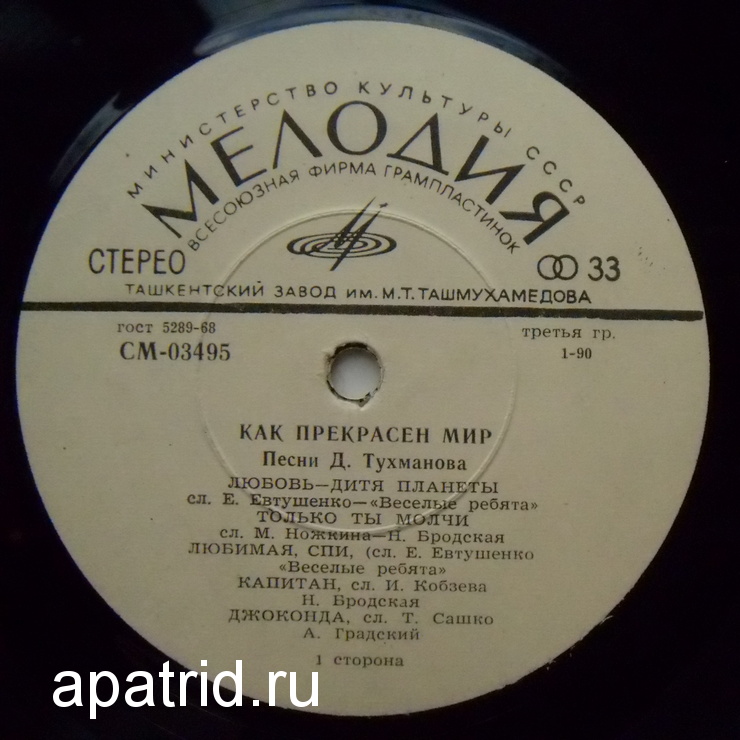 МИНИСТЕРСТВО КУЛЬТУРЫ СССР
МЕЛОДИЯ
ВСЕСОЮЗНАЯ ФИРМА ГРАМПЛАСТИНОК
СТЕРЕО 33
ТАШКЕНТСКИЙ ЗАВОД ИМ. М.Т. ТАШМУХАМЕДОВА
ГОСТ 5289-68 третья гр.
СМ-03495 1-90
КАК ПРЕКРАСЕН МИР
Песни Д. Тухманова
ЛЮБОВЬ—ДИТЯ ПЛАНЕТЫ
сл. Е. Евтушенко—«Веселые ребята»
ТОЛЬКО ТЫ МОЛЧИ
сл. М. Ножкина—Н. Бродская
ЛЮБИМАЯ, СПИ, (сл. Е. Евтушенко
«Веселые ребята»
КАПИТАН, сл. И. Кобзева
Н. Бродская
ДЖОКОНДА, сл. Т. Сашко
А. Градский
1 сторона
apatrid.ru